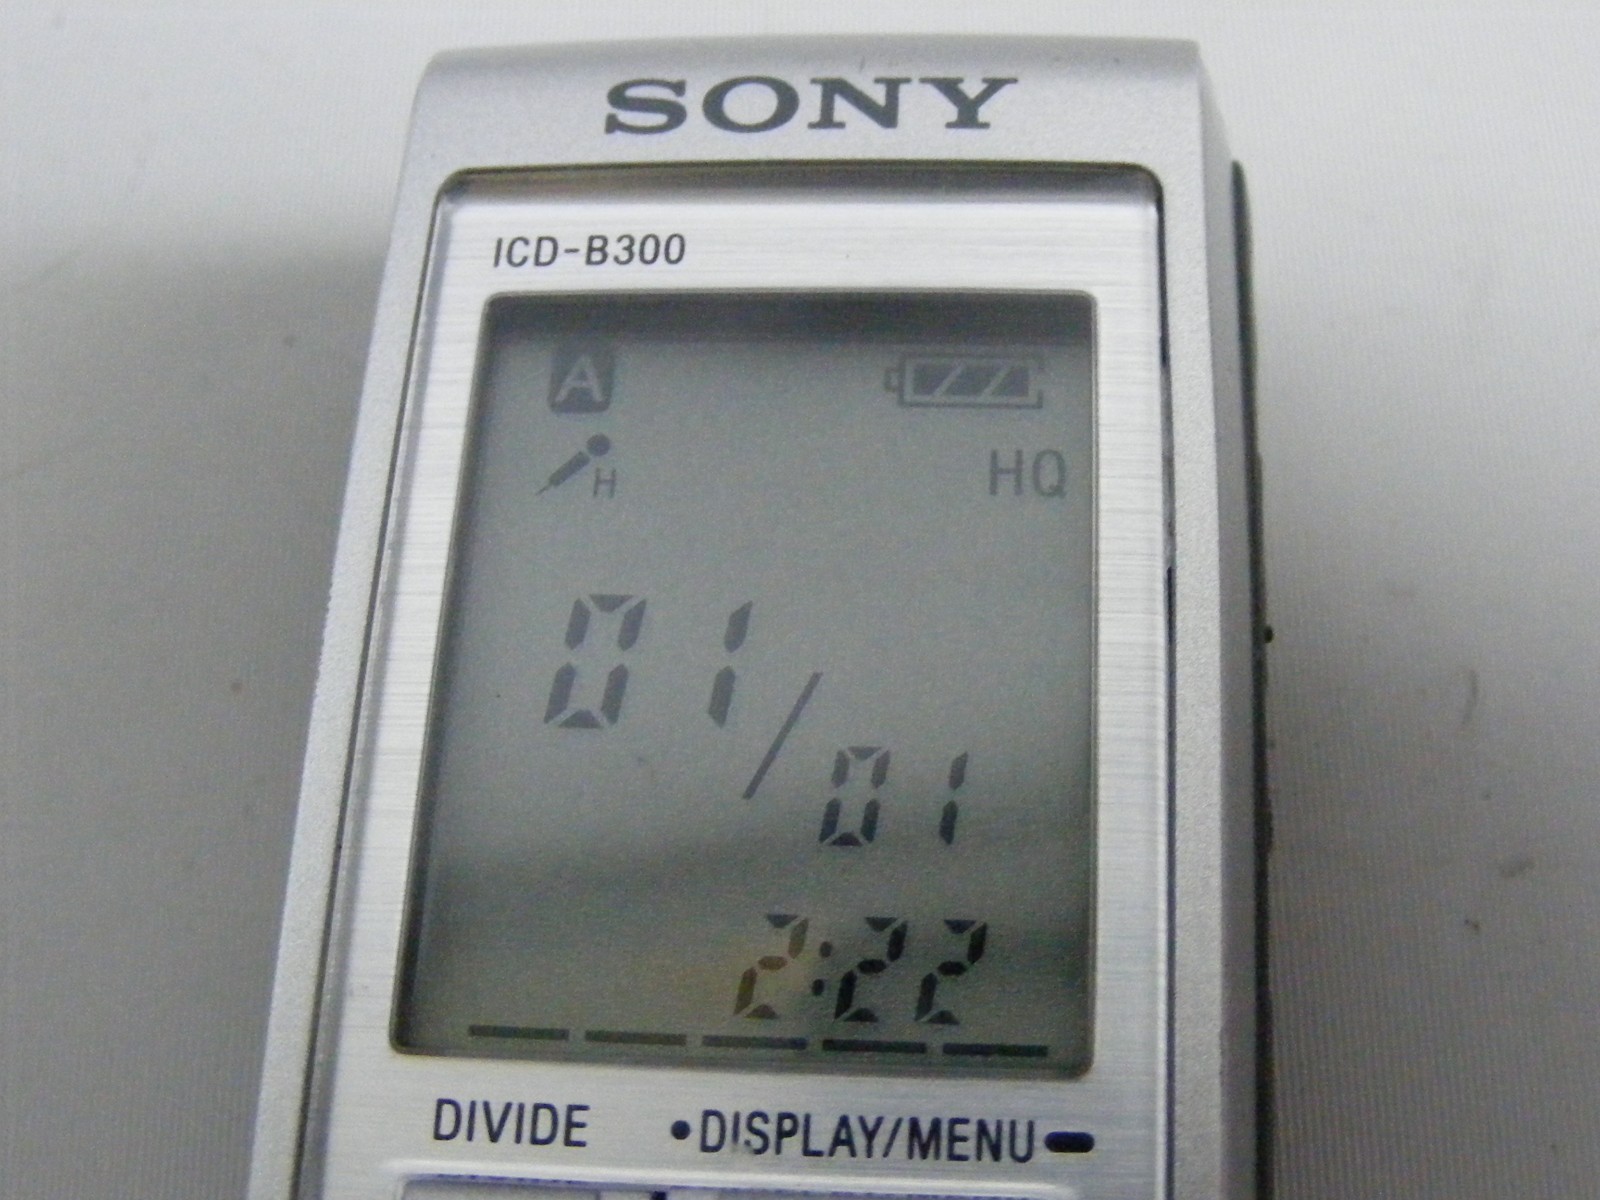 SONY
ICD-B300
A
H HQ
01/01
2:22
DIVIDE •DISPLAY/MENU